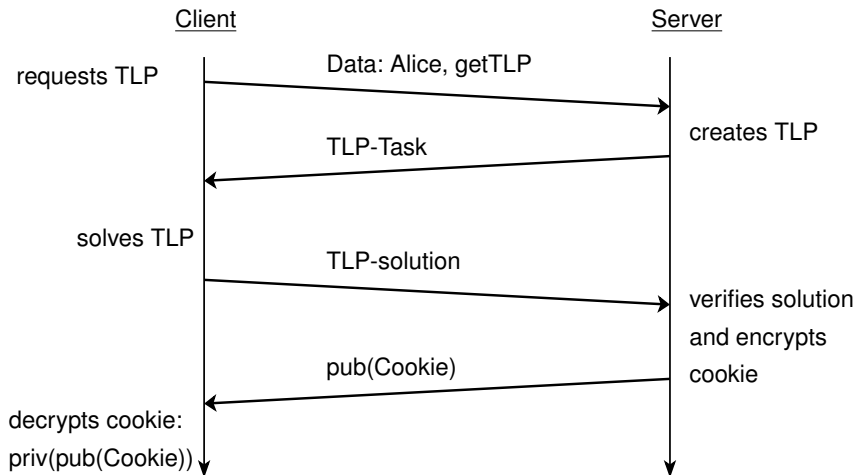 Client
Server
requests TLP
Data: Alice, getTLP
creates TLP
TLP-Task
solves TLP
TLP-solution
verifies solution
and encrypts
cookie
pub(Cookie)
decrypts cookie:
priv(pub(Cookie))